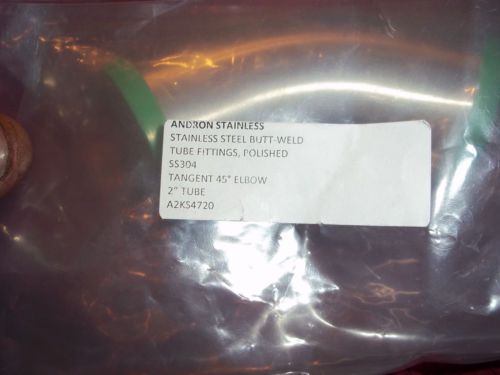 ANDRON STAINLESS
STAINLESS STEEL BUTT-WELD
TUBE FITTINGS, POLISHED
SS304
TANGENT 45° ELBOW
2" TUBE
A2KS4720